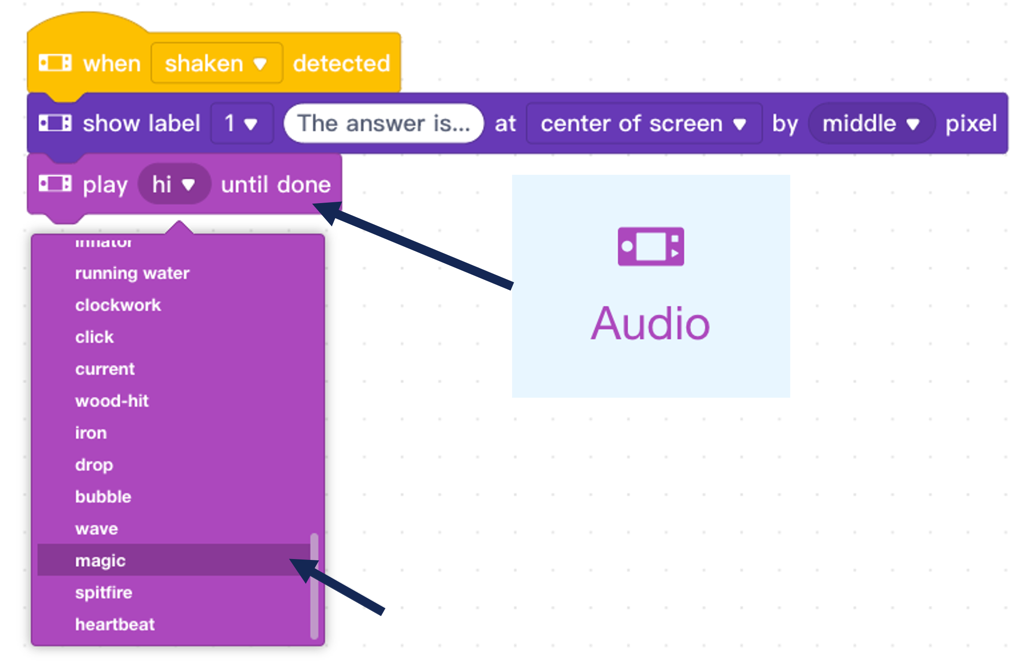 when shaken detected
show label 1 The answer is... at center of screen by middle pixel
play hi until done
Audio
inflator
running water
clockwork
click
current
wood-hit
iron
drop
bubble
wave
magic
spitfire
heartbeat